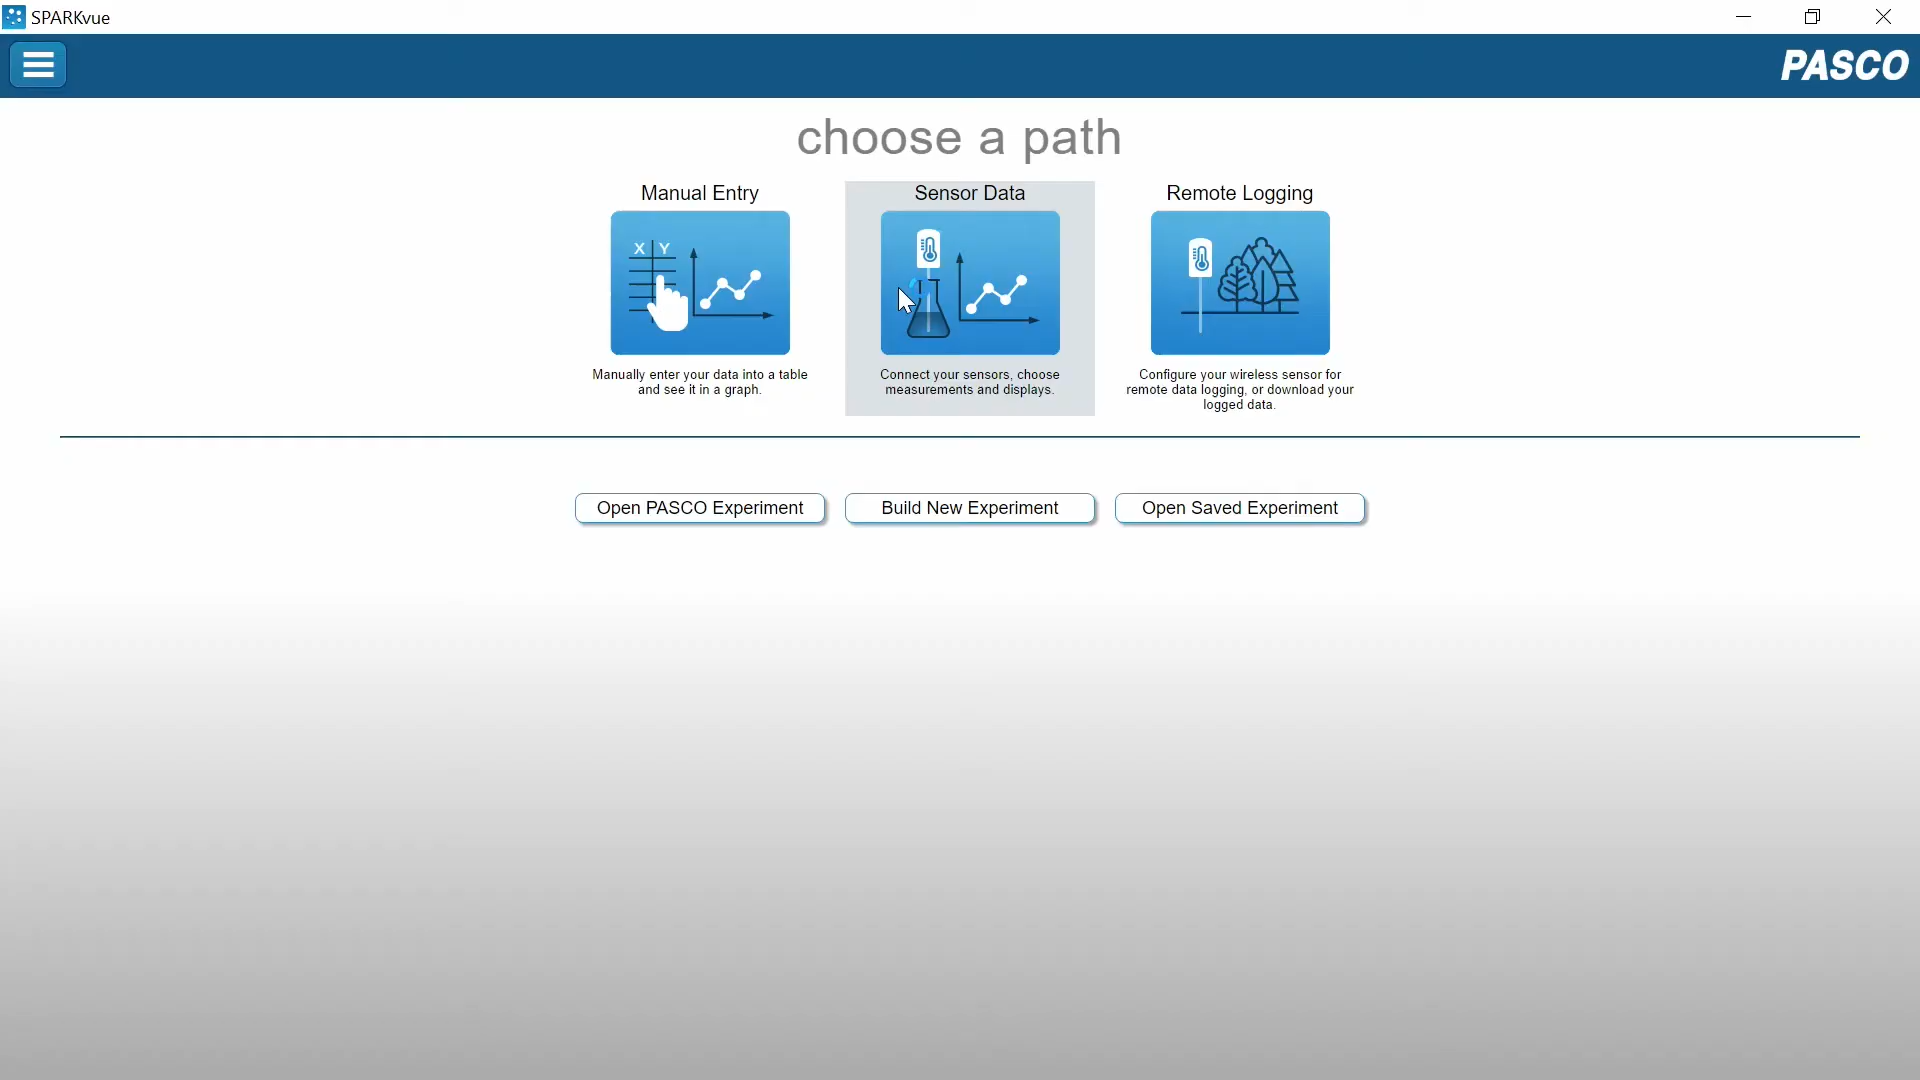 SPARKvue
PASCO
choose a path
Manual Entry
X Y
Manually enter your data into a table
and see it in a graph.
Sensor Data
Connect your sensors, choose
measurements and displays.
Remote Logging
Configure your wireless sensor for
remote data logging, or download your
logged data.
Open PASCO Experiment
Build New Experiment
Open Saved Experiment